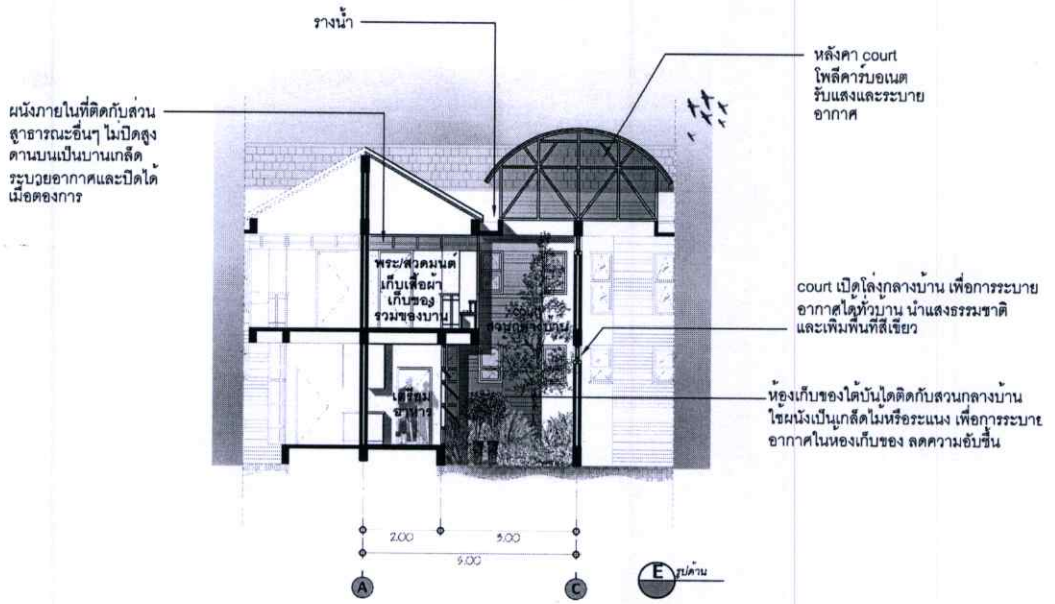 รางน้ำ
หลังคา court
โพลีคาร์บอเนต
รับแสงและระบาย
อากาศ
ผนังภายในที่ติดกับส่วน
สาธารณะอื่นๆ ไม่ปิดสูง
ด้านบนเป็นบานเกล็ด
ระบายอากาศและปิดได้
เมื่อต้องการ
พระ/สวดมนต์
เก็บเสื้อผ้า
เก็บของ
รวมของบ้าน
court
สวนกลางบ้าน
เตรียม
อาหาร
court เปิดโล่งกลางบ้าน เพื่อการระบาย
อากาศได้ทั่วบ้าน นำแสงธรรมชาติ
และเพิ่มพื้นที่สีเขียว
ห้องเก็บของใต้บันไดติดกับสวนกลางบ้าน
ใช้ผนังเป็นเกล็ดไม้หรือระแนง เพื่อการระบาย
อากาศในห้องเก็บของ ลดความอับชื้น
2.00
5.00
A
C
E
รูปด้าน